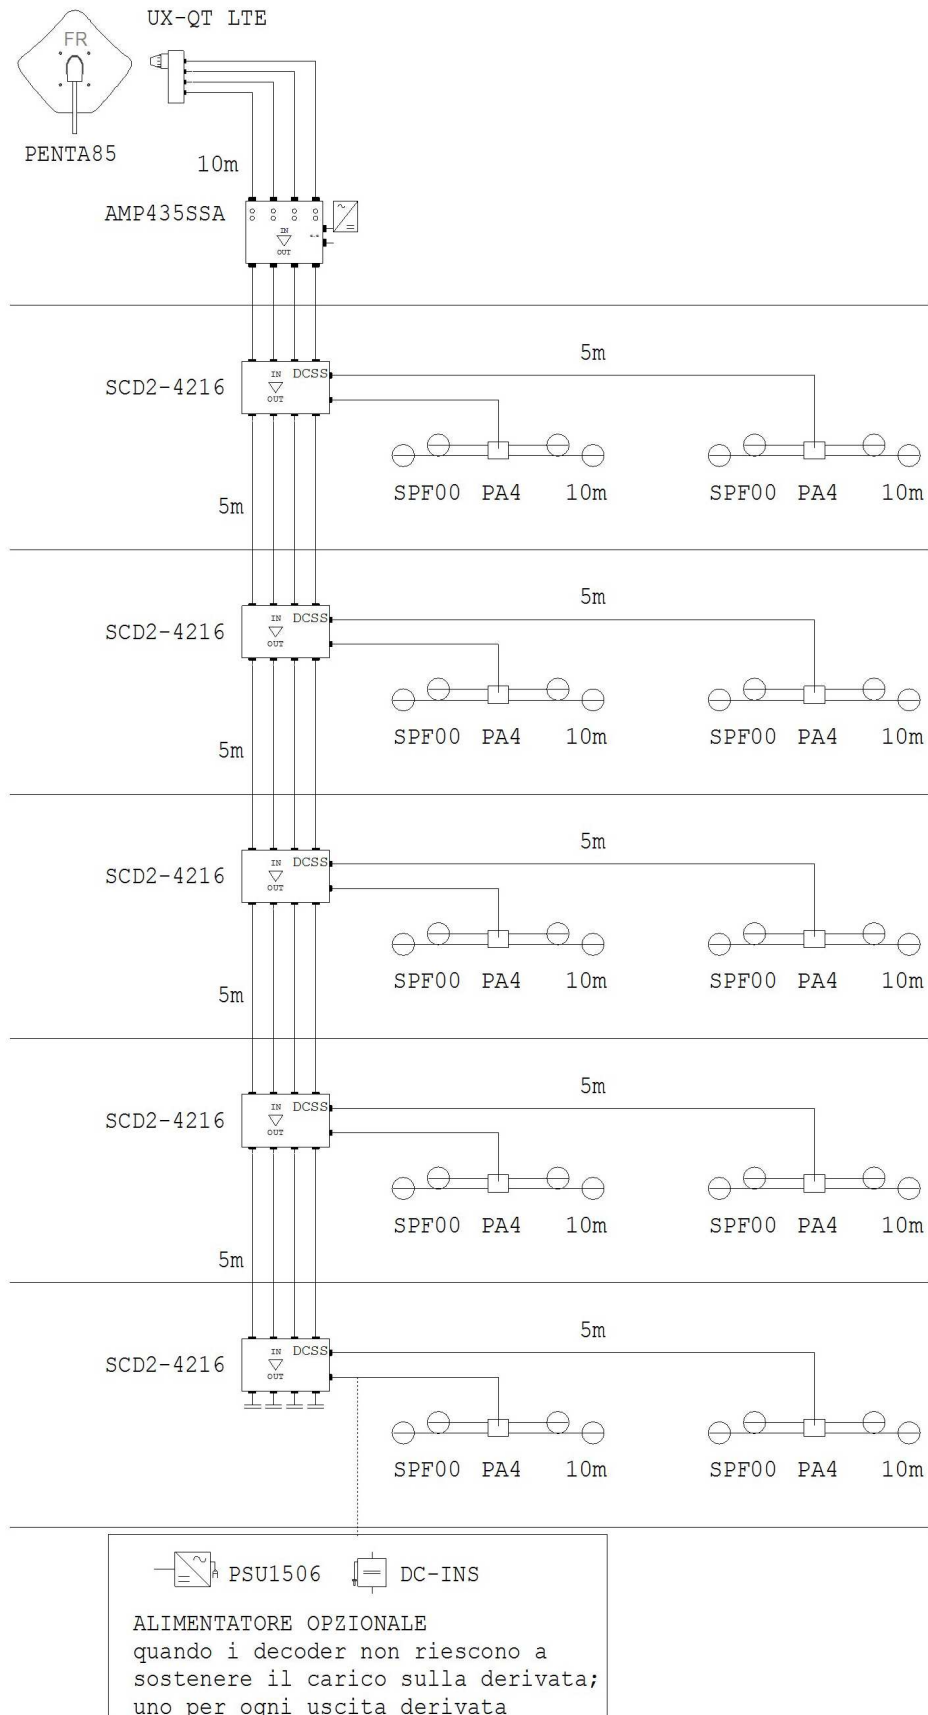 UX-QT LTE
FR
PENTA85
10m
AMP435SSA
IN
OUT
5m
SCD2-4216
IN DCSS
OUT
SPF00 PA4 10m
SPF00 PA4 10m
5m
5m
SCD2-4216
IN DCSS
OUT
SPF00 PA4 10m
SPF00 PA4 10m
5m
5m
SCD2-4216
IN DCSS
OUT
SPF00 PA4 10m
SPF00 PA4 10m
5m
5m
SCD2-4216
IN DCSS
OUT
SPF00 PA4 10m
SPF00 PA4 10m
5m
5m
SCD2-4216
IN DCSS
OUT
SPF00 PA4 10m
SPF00 PA4 10m
PSU1506
DC-INS
ALIMENTATORE OPZIONALE
quando i decoder non riescono a
sostenere il carico sulla derivata;
uno per ogni uscita derivata